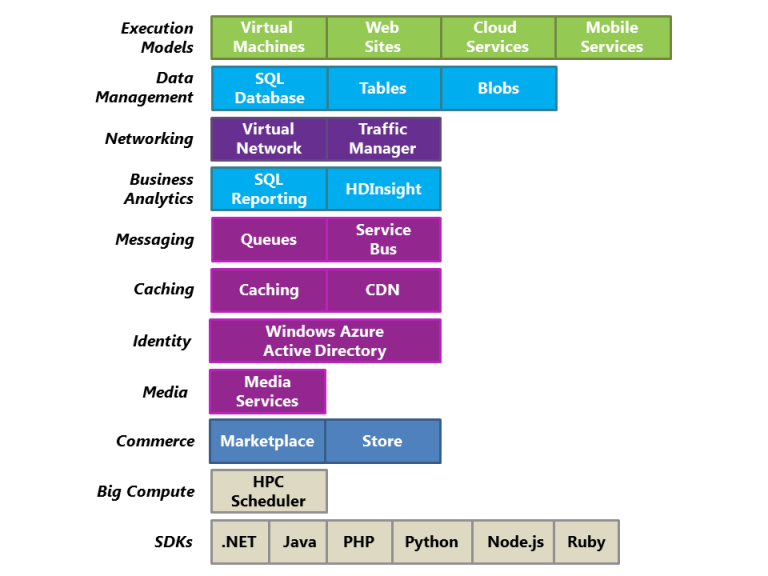 Execution
Models
Virtual
Machines
Web
Sites
Cloud
Services
Mobile
Services
Data
Management
SQL
Database
Tables
Blobs
Networking
Virtual
Network
Traffic
Manager
Business
Analytics
SQL
Reporting
HDInsight
Messaging
Queues
Service
Bus
Caching
Caching
CDN
Identity
Windows Azure
Active Directory
Media
Media
Services
Commerce
Marketplace
Store
Big Compute
HPC
Scheduler
SDKs
.NET
Java
PHP
Python
Node.js
Ruby